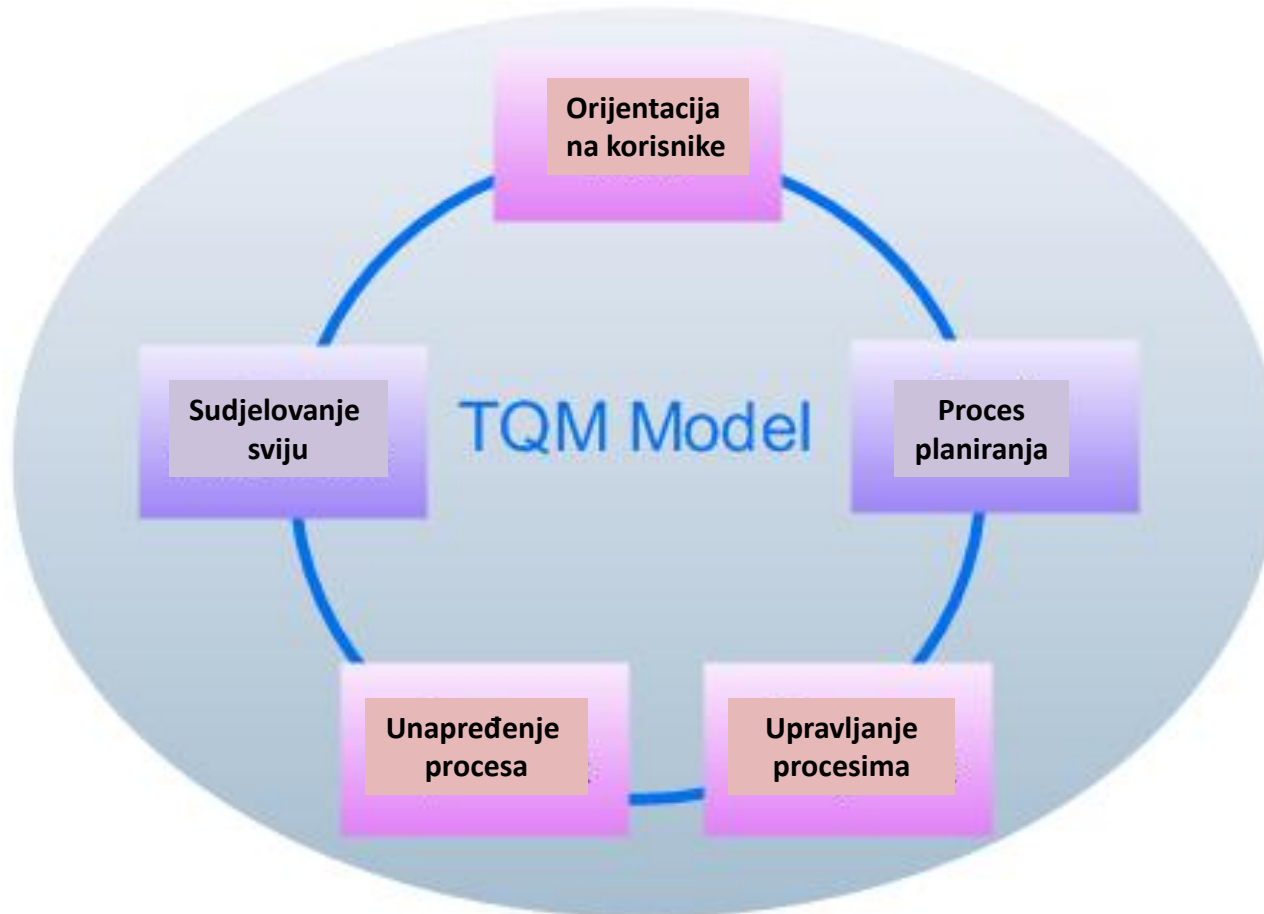 Orijentacija
na korisnike
Sudjelovanje
sviju
TQM Model
Proces
planiranja
Unapređenje
procesa
Upravljanje
procesima